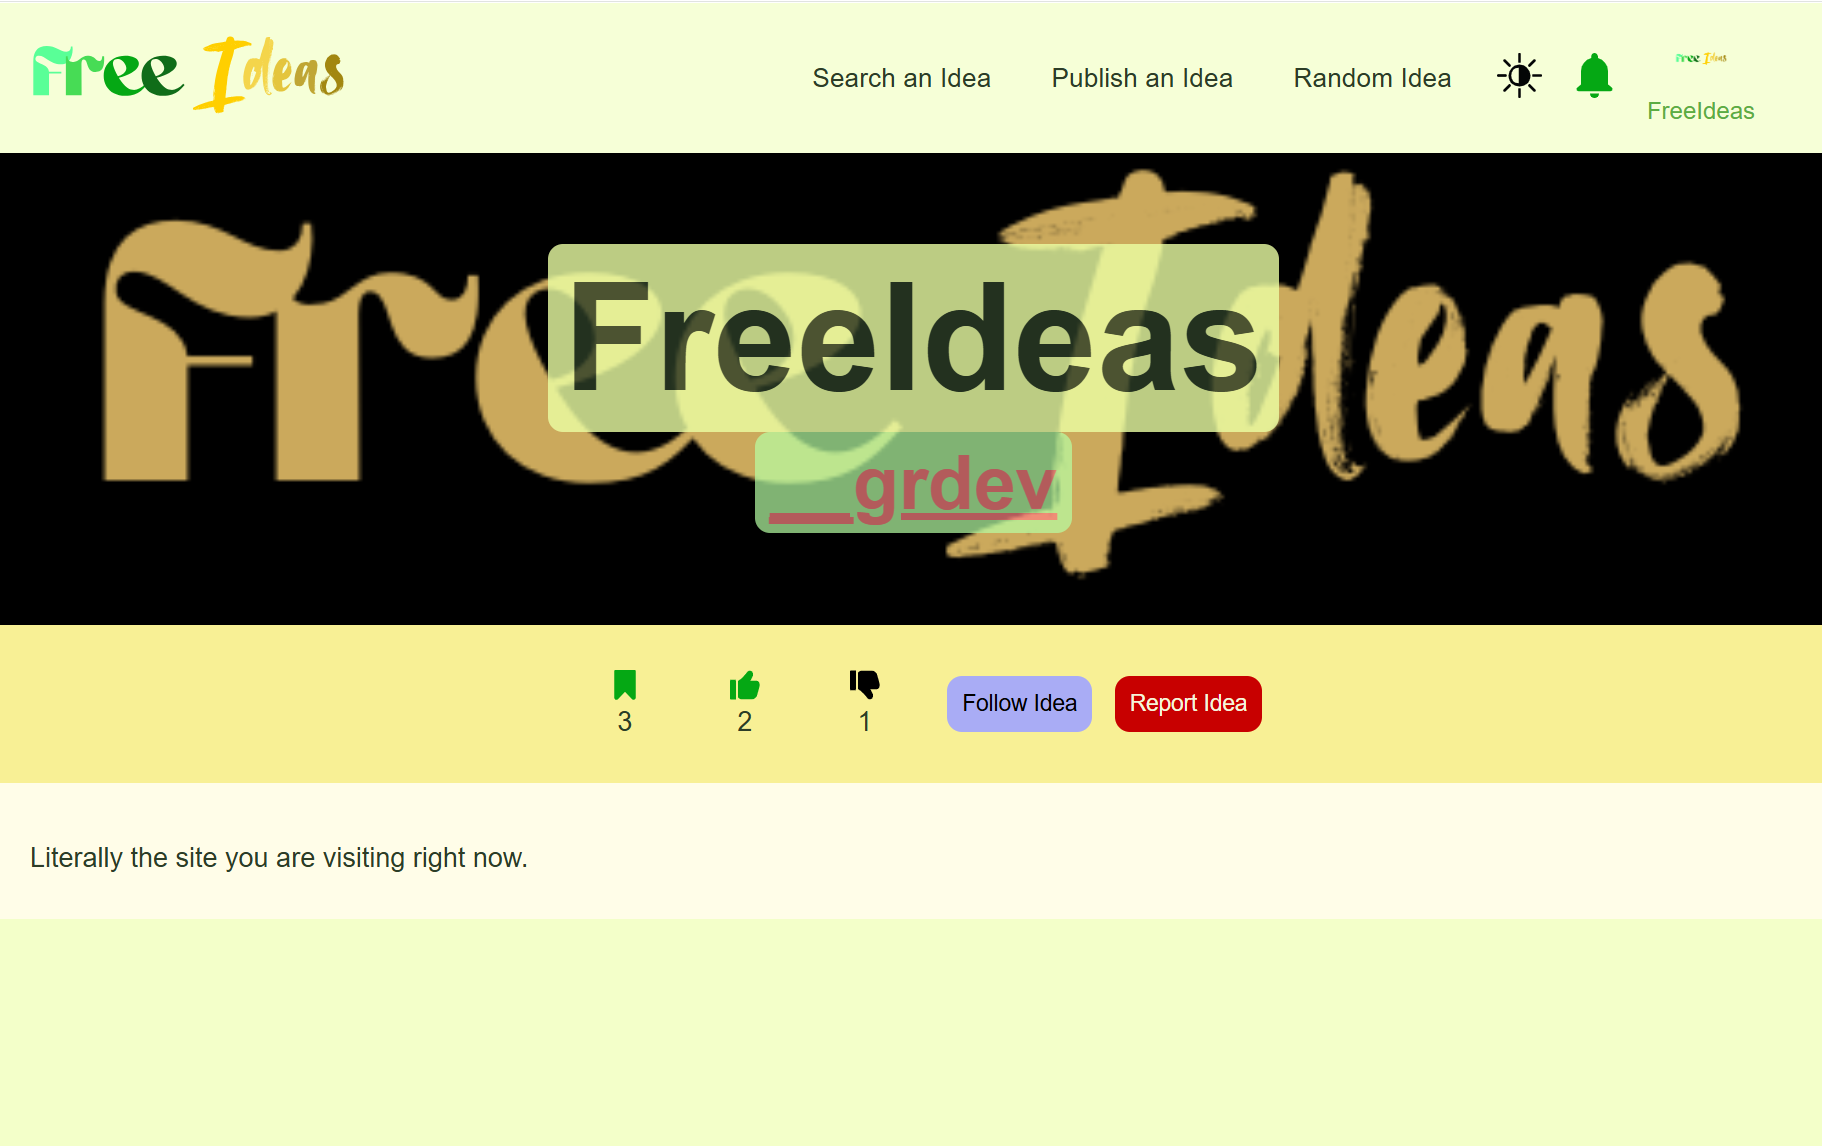 Free Ideas
Search an Idea
Publish an Idea
Random Idea
Free Ideas
FreeIdeas
Free Ideas
FreeIdeas
__grdev
3
2
1
Follow Idea
Report Idea
Literally the site you are visiting right now.